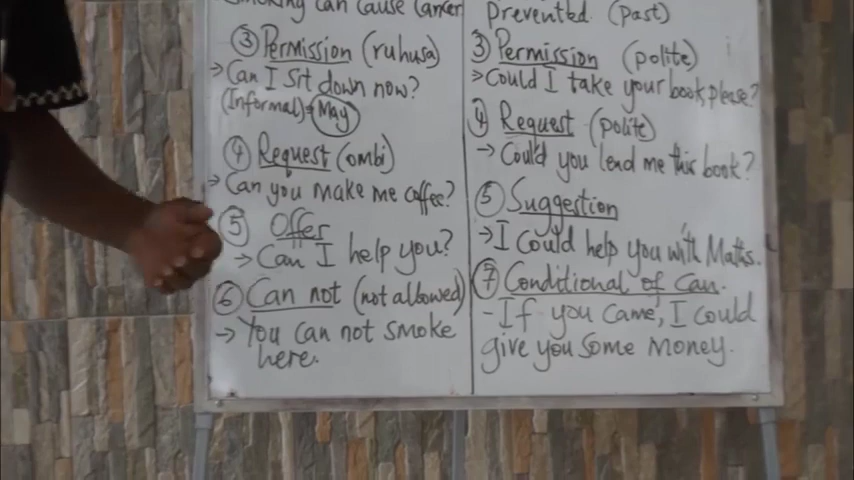 Smoking can cause Cancer
③ Permission (ruhusa)
→ Can I sit down now?
(Informal) = May
④ Request (ombi)
→ Can you make me coffee?
⑤ Offer
→ Can I help you?
⑥ Can not (not allowed)
→ You can not smoke
here.
prevented. (past)
③ Permission (polite)
→ Could I take your book, please?
④ Request (polite)
→ Could you lend me this book?
⑤ Suggestion
→ I Could help you with Maths.
⑦ Conditional of Can.
- If you came, I could
give you some money.